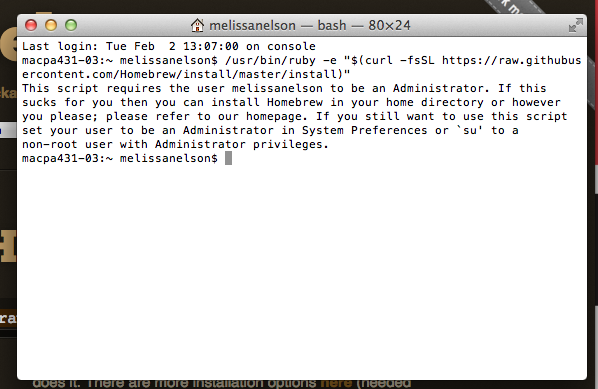 melissanelson — bash — 80×24
Last login: Tue Feb  2 13:07:00 on console
macpa431-03:~ melissanelson$ /usr/bin/ruby -e "$(curl -fsSL https://raw.githubus
ercontent.com/Homebrew/install/master/install)"
This script requires the user melissanelson to be an Administrator. If this
sucks for you then you can install Homebrew in your home directory or however
you please; please refer to our homepage. If you still want to use this script
set your user to be an Administrator in System Preferences or `su' to a
non-root user with Administrator privileges.
macpa431-03:~ melissanelson$
does it. There are more installation options here (needed